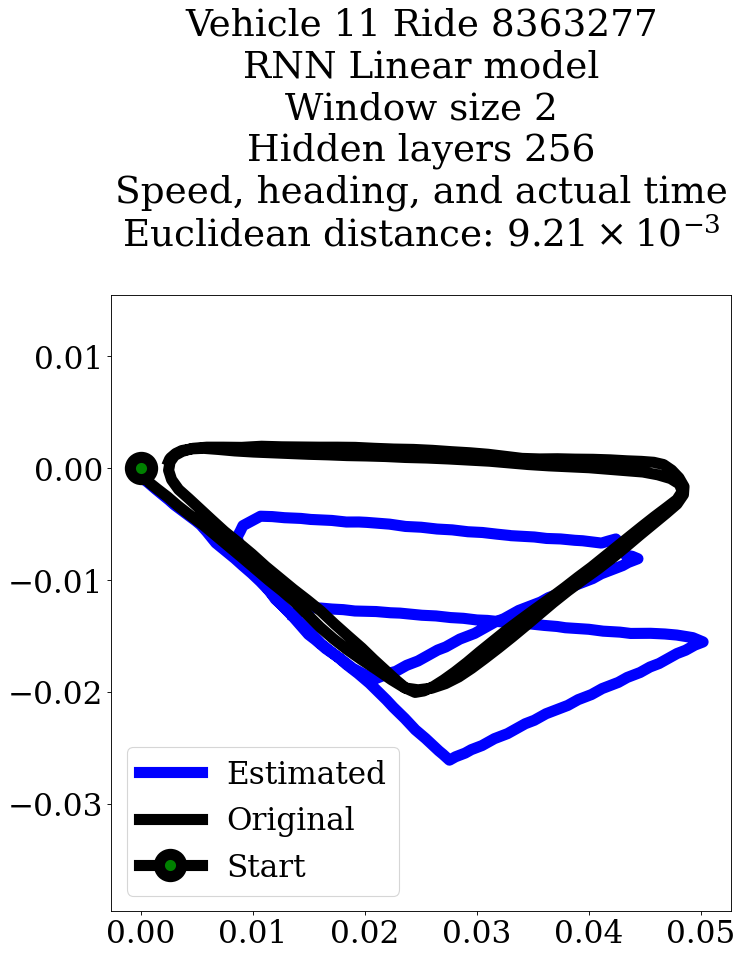 Vehicle 11 Ride 8363277
RNN Linear model
Window size 2
Hidden layers 256
Speed, heading, and actual time
Euclidean distance: 9.21 × 10⁻³
0.01
0.00
−0.01
−0.02
−0.03
Estimated
Original
Start
0.00 0.01 0.02 0.03 0.04 0.05